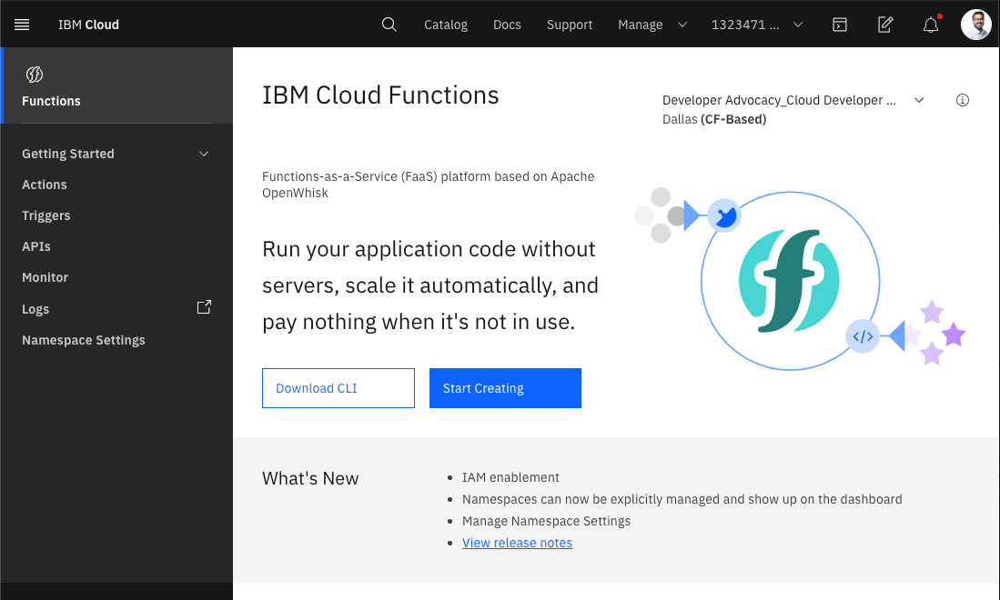 IBM Cloud
Catalog
Docs
Support
Manage
1323471 ...
Functions
Getting Started
Actions
Triggers
APIs
Monitor
Logs
Namespace Settings
IBM Cloud Functions
Developer Advocacy_Cloud Developer ...
Dallas (CF-Based)
Functions-as-a-Service (FaaS) platform based on Apache
OpenWhisk
Run your application code without
servers, scale it automatically, and
pay nothing when it's not in use.
Download CLI
Start Creating
</>
What's New
IAM enablement
Namespaces can now be explicitly managed and show up on the dashboard
Manage Namespace Settings
View release notes